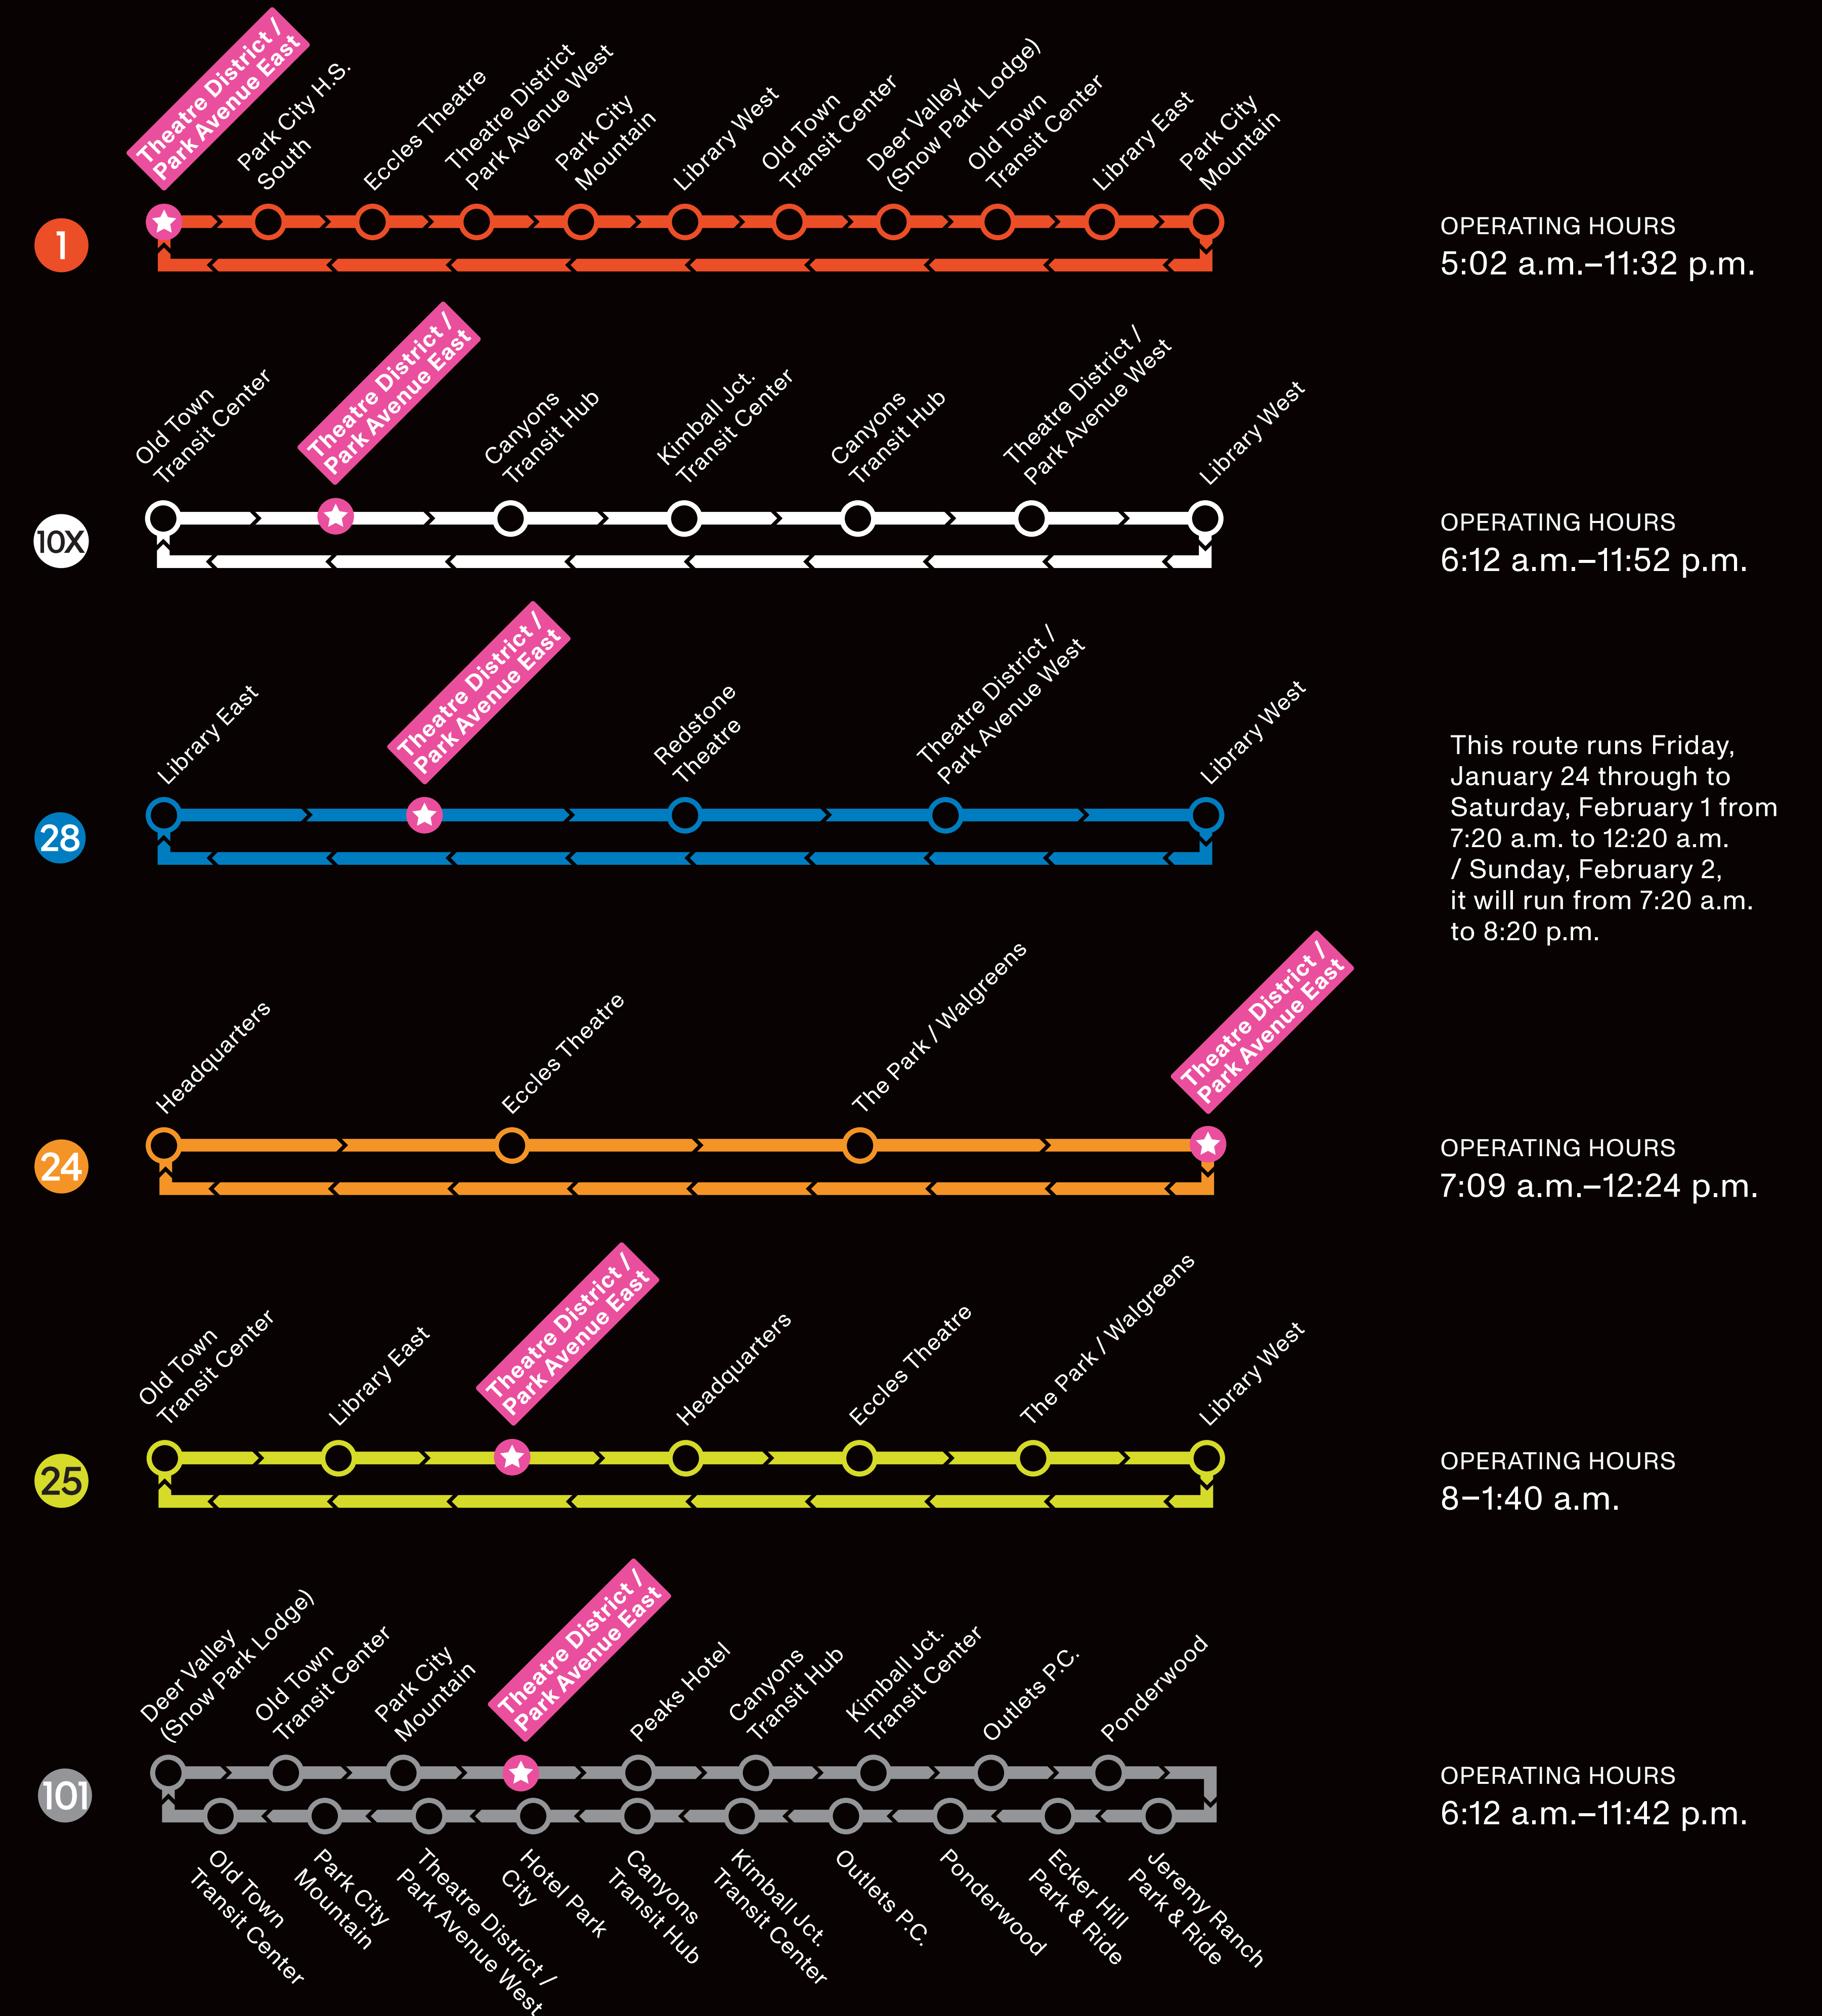 Theatre District /
Park Avenue East
Park City H.S.
South
Eccles Theatre
Theatre District
Park Avenue West
Park City
Mountain
Library West
Old Town
Transit Center
Deer Valley
(Snow Park Lodge)
Old Town
Transit Center
Library East
Park City
Mountain
1
OPERATING HOURS
5:02 a.m.–11:32 p.m.
Old Town
Transit Center
Theatre District /
Park Avenue East
Canyons
Transit Hub
Kimball Jct.
Transit Center
Canyons
Transit Hub
Theatre District /
Park Avenue West
Library West
10X
OPERATING HOURS
6:12 a.m.–11:52 p.m.
Library East
Theatre District /
Park Avenue East
Redstone
Theatre
Theatre District /
Park Avenue West
Library West
28
This route runs Friday,
January 24 through to
Saturday, February 1 from
7:20 a.m. to 12:20 a.m.
/ Sunday, February 2,
it will run from 7:20 a.m.
to 8:20 p.m.
Headquarters
Eccles Theatre
The Park / Walgreens
Theatre District /
Park Avenue East
24
OPERATING HOURS
7:09 a.m.–12:24 p.m.
Old Town
Transit Center
Library East
Theatre District /
Park Avenue East
Headquarters
Eccles Theatre
The Park / Walgreens
Library West
25
OPERATING HOURS
8–1:40 a.m.
Deer Valley
(Snow Park Lodge)
Old Town
Transit Center
Park City
Mountain
Theatre District /
Park Avenue East
Peaks Hotel
Canyons
Transit Hub
Kimball Jct.
Transit Center
Outlets P.C.
Ponderwood
101
OPERATING HOURS
6:12 a.m.–11:42 p.m.
Old Town
Transit Center
Park City
Mountain
Theatre District /
Park Avenue West
Hotel Park
City
Canyons
Transit Hub
Kimball Jct.
Transit Center
Outlets P.C.
Ponderwood
Ecker Hill
Park & Ride
Jeremy Ranch
Park & Ride